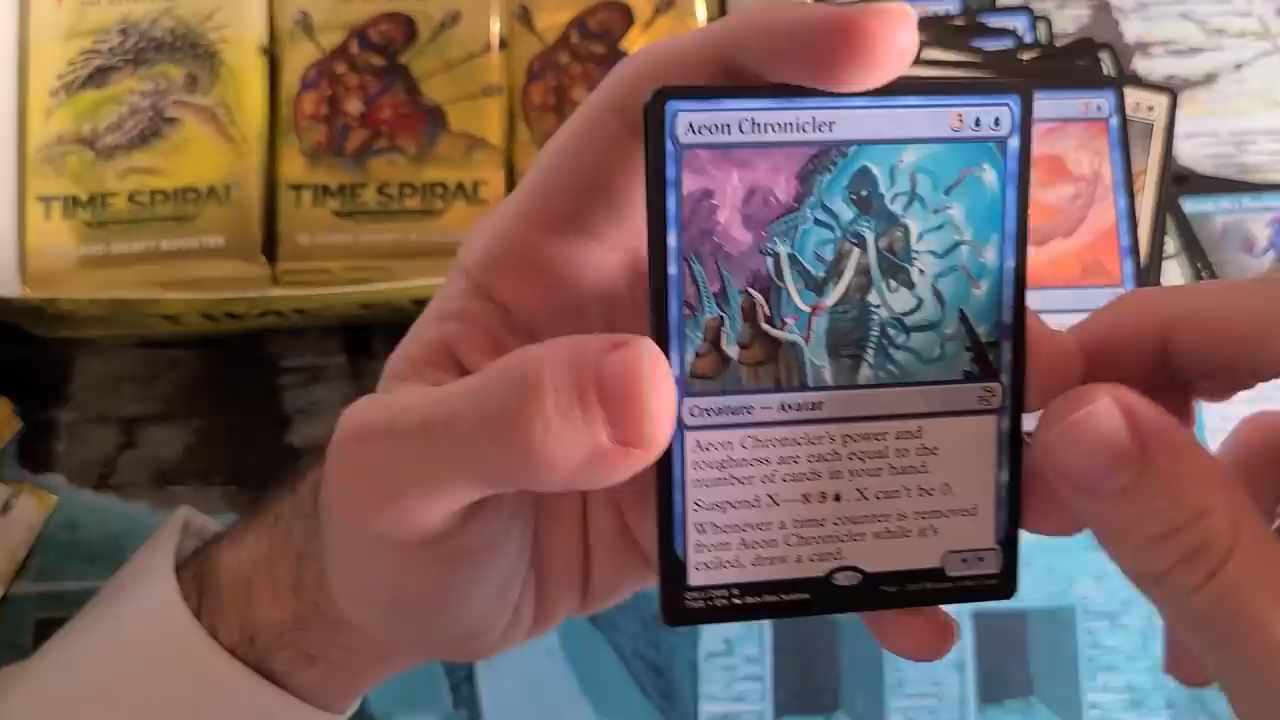 TIME SPIRAL
TIME SPIRAL
Aeon Chronicler 3
Creature — Avatar
Aeon Chronicler's power and
toughness are each equal to the
number of cards in your hand.
Suspend X—X3. X can't be 0.
Whenever a time counter is removed
from Aeon Chronicler while it's
exiled, draw a card.
*/*